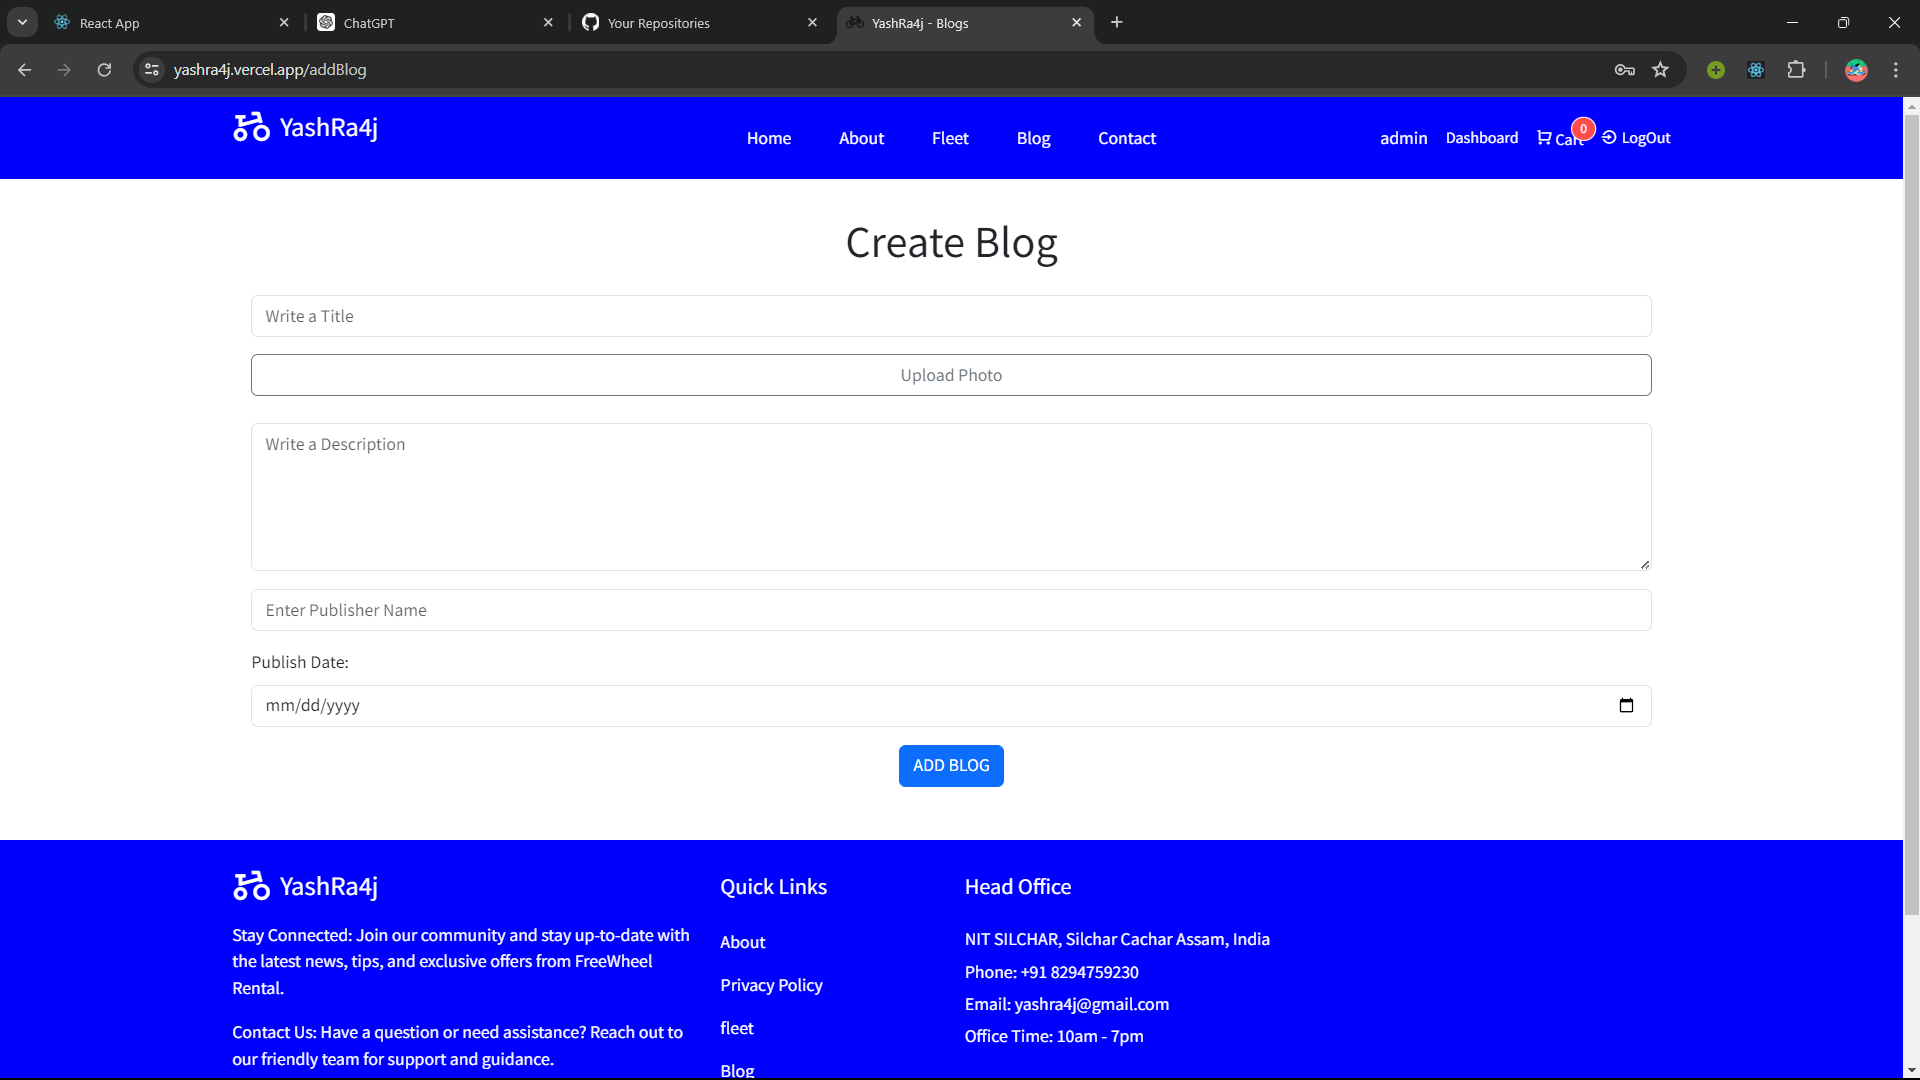 React App
ChatGPT
Your Repositories
YashRa4j - Blogs
yashra4j.vercel.app/addBlog
YashRa4j
Home
About
Fleet
Blog
Contact
admin
Dashboard
Cart
0
LogOut
Create Blog
Write a Title
Upload Photo
Write a Description
Enter Publisher Name
Publish Date:
mm/dd/yyyy
ADD BLOG
YashRa4j
Stay Connected: Join our community and stay up-to-date with
the latest news, tips, and exclusive offers from FreeWheel
Rental.
Contact Us: Have a question or need assistance? Reach out to
our friendly team for support and guidance.
Quick Links
About
Privacy Policy
fleet
Blog
Head Office
NIT SILCHAR, Silchar Cachar Assam, India
Phone: +91 8294759230
Email: yashra4j@gmail.com
Office Time: 10am - 7pm